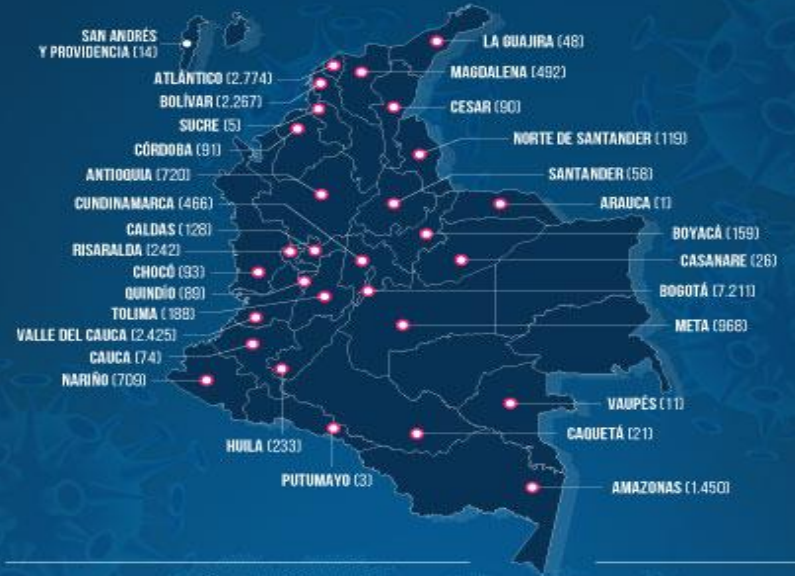 SAN ANDRÉS
Y PROVIDENCIA (14)
ATLÁNTICO (2.774)
BOLÍVAR (2.267)
SUCRE (5)
CÓRDOBA (91)
ANTIOQUIA (720)
CUNDINAMARCA (466)
CALDAS (128)
RISARALDA (242)
CHOCÓ (93)
QUINDÍO (89)
TOLIMA (188)
VALLE DEL CAUCA (2.425)
CAUCA (74)
NARIÑO (709)
HUILA (233)
PUTUMAYO (3)
LA GUAJIRA (48)
MAGDALENA (492)
CESAR (90)
NORTE DE SANTANDER (119)
SANTANDER (58)
ARAUCA (1)
BOYACÁ (159)
CASANARE (26)
BOGOTÁ (7.211)
META (968)
VAUPÉS (11)
CAQUETÁ (21)
AMAZONAS (1.450)